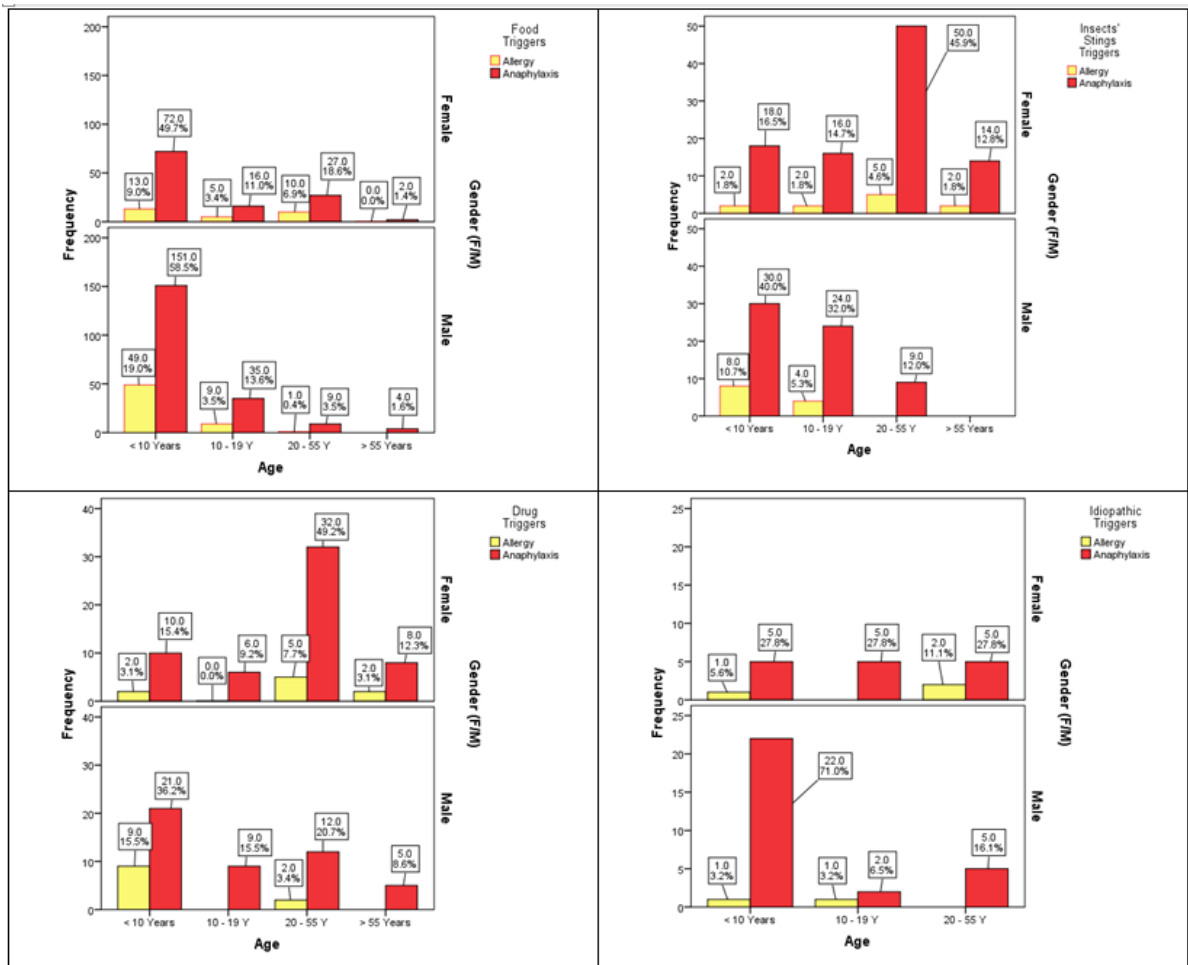 Food
Triggers
Allergy
Anaphylaxis
200
150
100
50
0
72.0
49.7%
13.0
9.0%
5.0
3.4%
16.0
11.0%
10.0
6.9%
27.0
18.6%
0.0
0.0%
2.0
1.4%
Female
Frequency
Gender (F/M)
200
150
100
50
0
151.0
58.5%
49.0
19.0%
9.0
3.5%
35.0
13.6%
1.0
0.4%
9.0
3.5%
4.0
1.6%
Male
< 10 Years
10 - 19 Y
20 - 55 Y
> 55 Years
Age
Insects'
Stings
Triggers
Allergy
Anaphylaxis
50
40
30
20
10
0
2.0
1.8%
18.0
16.5%
2.0
1.8%
16.0
14.7%
5.0
4.6%
50.0
45.9%
2.0
1.8%
14.0
12.8%
Female
Frequency
Gender (F/M)
50
40
30
20
10
0
8.0
10.7%
30.0
40.0%
4.0
5.3%
24.0
32.0%
9.0
12.0%
Male
< 10 Years
10 - 19 Y
20 - 55 Y
> 55 Years
Age
Drug
Triggers
Allergy
Anaphylaxis
40
30
20
10
0
2.0
3.1%
10.0
15.4%
0.0
0.0%
6.0
9.2%
5.0
7.7%
32.0
49.2%
2.0
3.1%
8.0
12.3%
Female
Frequency
Gender (F/M)
40
30
20
10
0
9.0
15.5%
21.0
36.2%
9.0
15.5%
2.0
3.4%
12.0
20.7%
5.0
8.6%
Male
< 10 Years
10 - 19 Y
20 - 55 Y
> 55 Years
Age
Idiopathic
Triggers
Allergy
Anaphylaxis
25
20
15
10
5
0
1.0
5.6%
5.0
27.8%
5.0
27.8%
2.0
11.1%
5.0
27.8%
Female
Frequency
Gender (F/M)
25
20
15
10
5
0
1.0
3.2%
22.0
71.0%
1.0
3.2%
2.0
6.5%
5.0
16.1%
Male
< 10 Years
10 - 19 Y
20 - 55 Y
Age